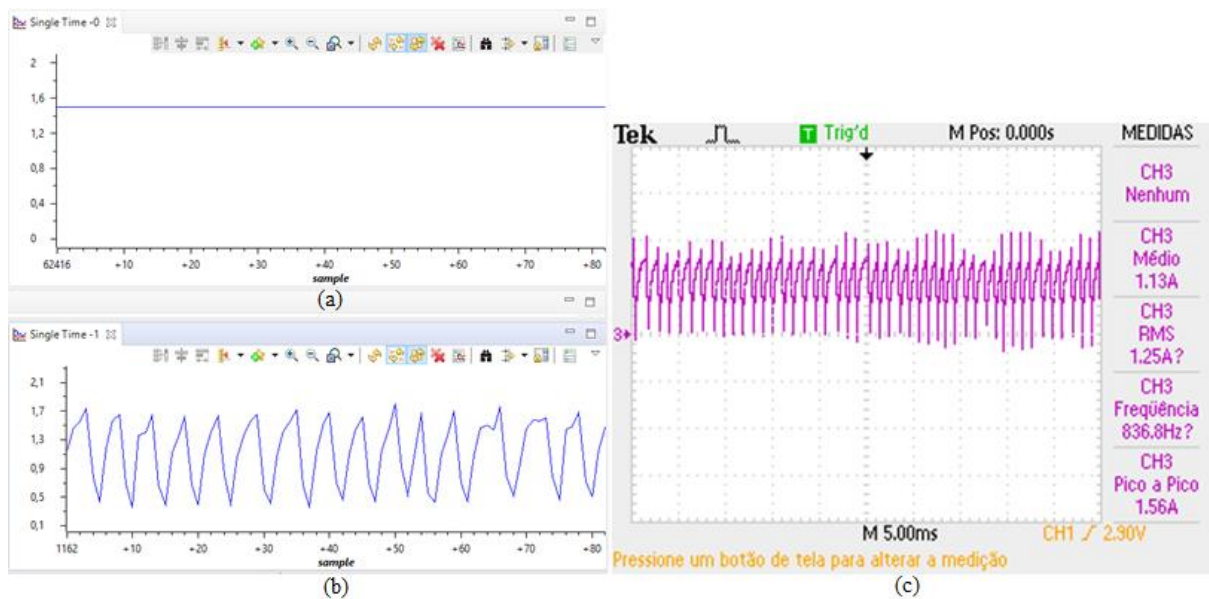 Single Time -0
2
1,6
1,2
0,8
0,4
0
62416 +10 +20 +30 +40 +50 +60 +70 +80
sample
(a)
Single Time -1
2,1
1,7
1,3
0,9
0,5
0,1
1162 +10 +20 +30 +40 +50 +60 +70 +80
sample
(b)
Tek T Trig'd M Pos: 0.000s MEDIDAS
CH3
Nenhum
CH3
Médio
1.13A
3
CH3
RMS
1.25A?
CH3
Freqüência
836.8Hz?
CH3
Pico a Pico
1.56A
M 5.00ms CH1 / 2.90V
Pressione um botão de tela para alterar a medição
(c)